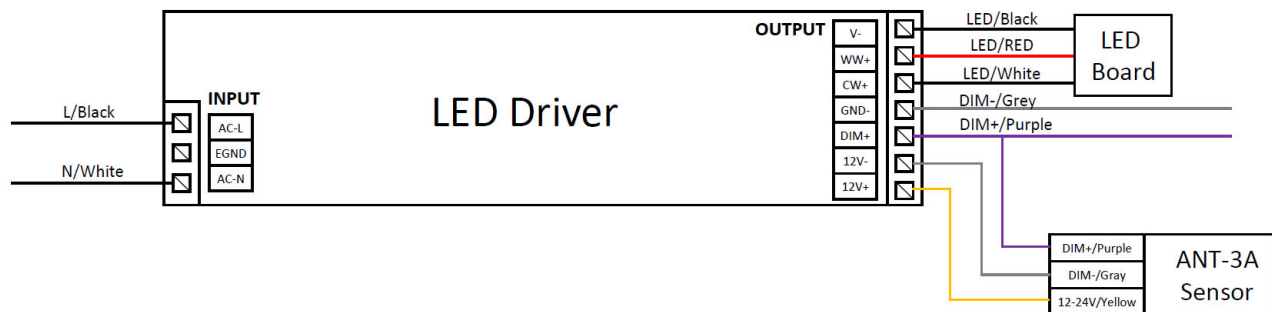 L/Black
N/White
INPUT
AC-L
EGND
AC-N
LED Driver
OUTPUT
V-
WW+
CW+
GND-
DIM+
12V-
12V+
LED/Black
LED/RED
LED/White
DIM-/Grey
DIM+/Purple
LED
Board
DIM+/Purple
DIM-/Gray
12-24V/Yellow
ANT-3A
Sensor